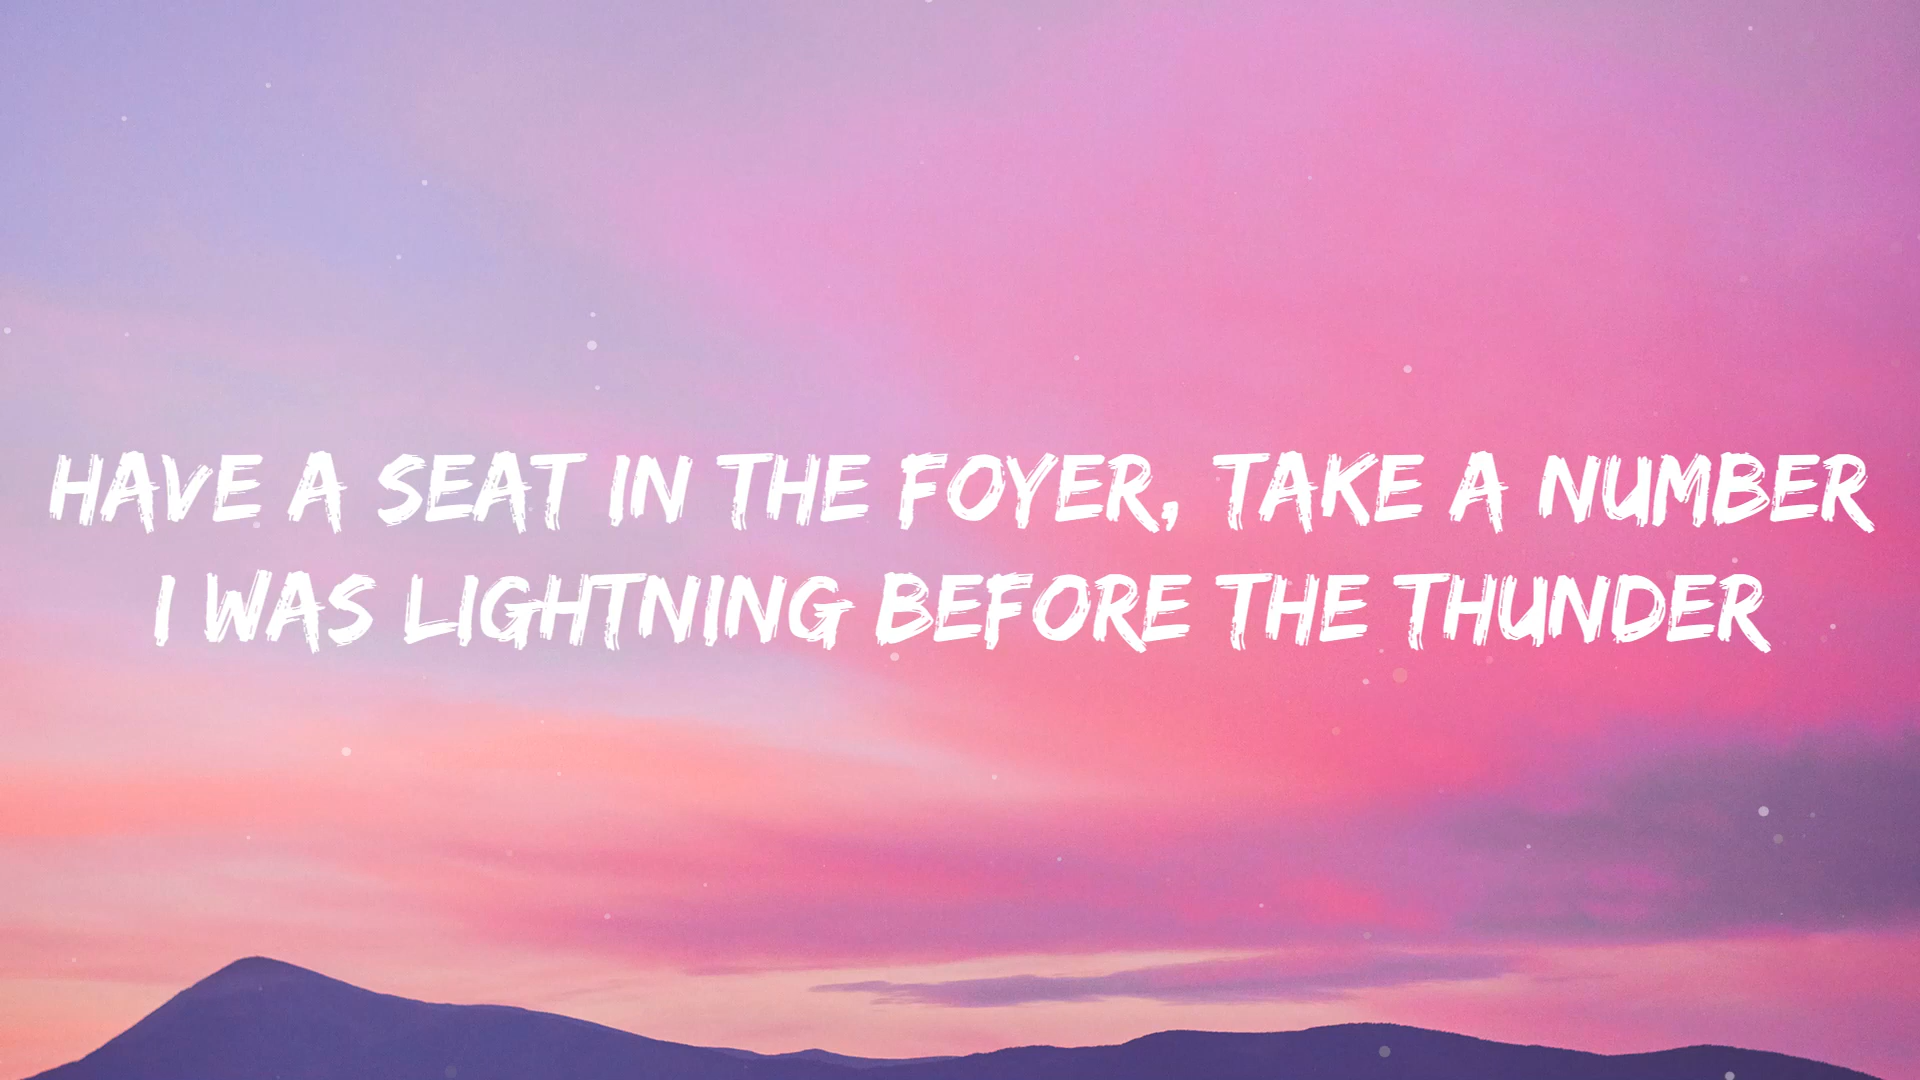 HAVE A SEAT IN THE FOYER, TAKE A NUMBER
I WAS LIGHTNING BEFORE THE THUNDER